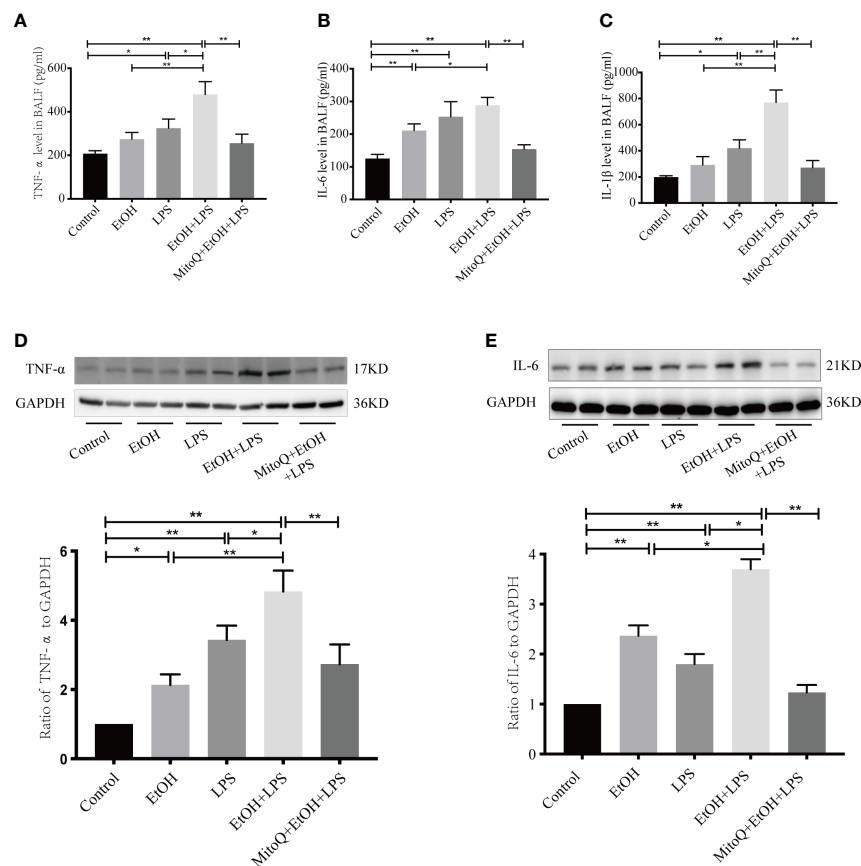 A
B
C
** ** * * **
TNF- α level in BALF (pg/ml)
600
400
200
0
Control
EtOH
LPS
EtOH+LPS
MitoQ+EtOH+LPS
** ** ** ** *
IL-6 level in BALF (pg/ml)
400
300
200
100
0
Control
EtOH
LPS
EtOH+LPS
MitoQ+EtOH+LPS
** ** * ** **
IL-1β level in BALF (pg/ml)
1000
800
600
400
200
0
Control
EtOH
LPS
EtOH+LPS
MitoQ+EtOH+LPS
D
TNF-α 17KD
GAPDH 36KD
Control
EtOH
LPS
EtOH+LPS
MitoQ+EtOH
+LPS
E
IL-6 21KD
GAPDH 36KD
Control
EtOH
LPS
EtOH+LPS
MitoQ+EtOH
+LPS
** **
** *
* **
Ratio of TNF- α to GAPDH
6
4
2
0
Control
EtOH
LPS
EtOH+LPS
MitoQ+EtOH+LPS
** **
** *
** *
Ratio of IL-6 to GAPDH
4
3
2
1
0
Control
EtOH
LPS
EtOH+LPS
MitoQ+EtOH+LPS